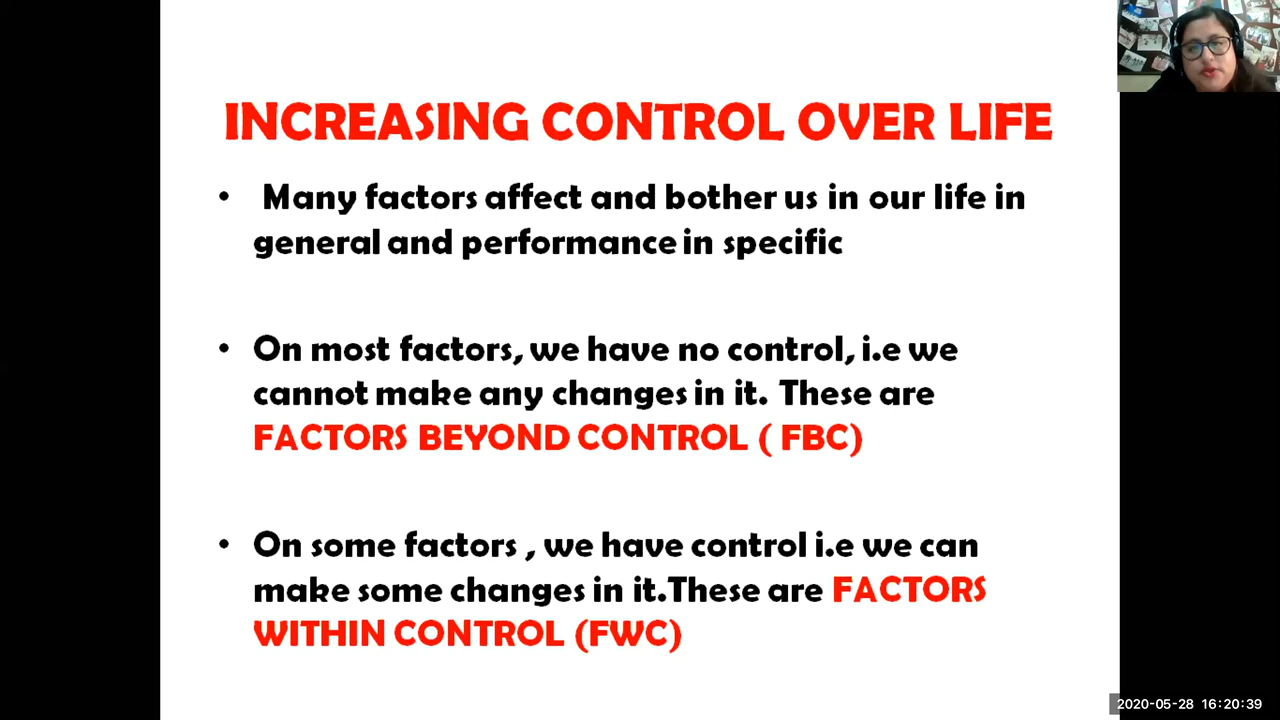 INCREASING CONTROL OVER LIFE
• Many factors affect and bother us in our life in
general and performance in specific
• On most factors, we have no control, i.e we
cannot make any changes in it. These are
FACTORS BEYOND CONTROL ( FBC)
• On some factors , we have control i.e we can
make some changes in it.These are FACTORS
WITHIN CONTROL (FWC)
2020-05-28 16:20:39